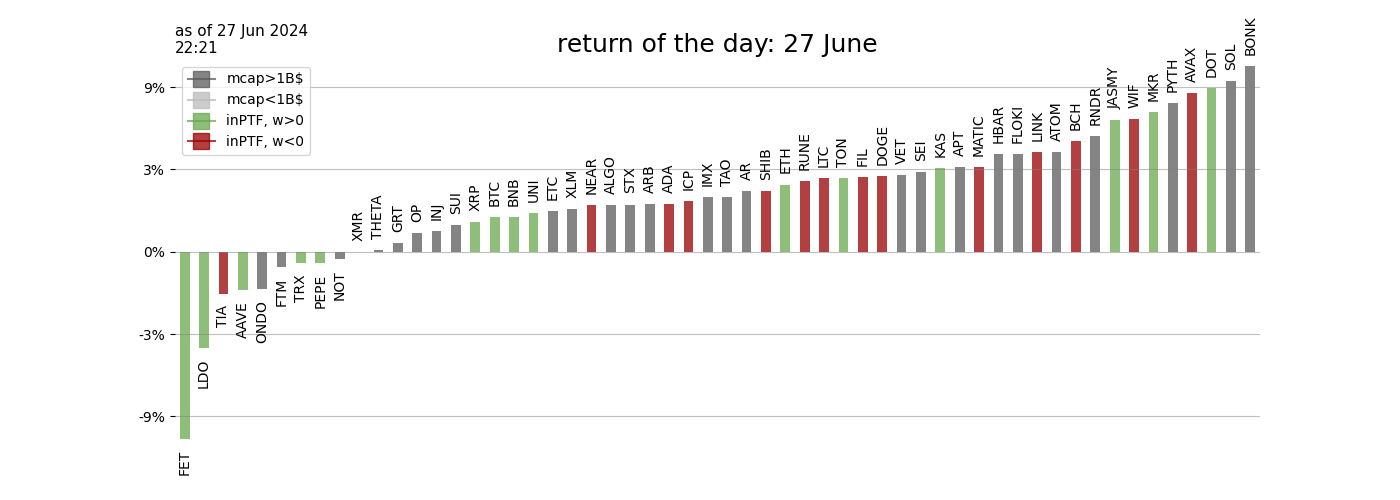 as of 27 Jun 2024
22:21
return of the day: 27 June
mcap>1B$
mcap<1B$
inPTF, w>0
inPTF, w<0
9%
3%
0%
-3%
-9%
FET
LDO
TIA
AAVE
ONDO
FTM
TRX
PEPE
NOT
XMR
THETA
GRT
OP
INJ
SUI
XRP
BTC
BNB
UNI
ETC
XLM
NEAR
ALGO
STX
ARB
ADA
ICP
IMX
TAO
AR
SHIB
ETH
RUNE
LTC
TON
FIL
DOGE
VET
SEI
KAS
APT
MATIC
HBAR
FLOKI
LINK
ATOM
BCH
RNDR
JASMY
WIF
MKR
PYTH
AVAX
DOT
SOL
BONK